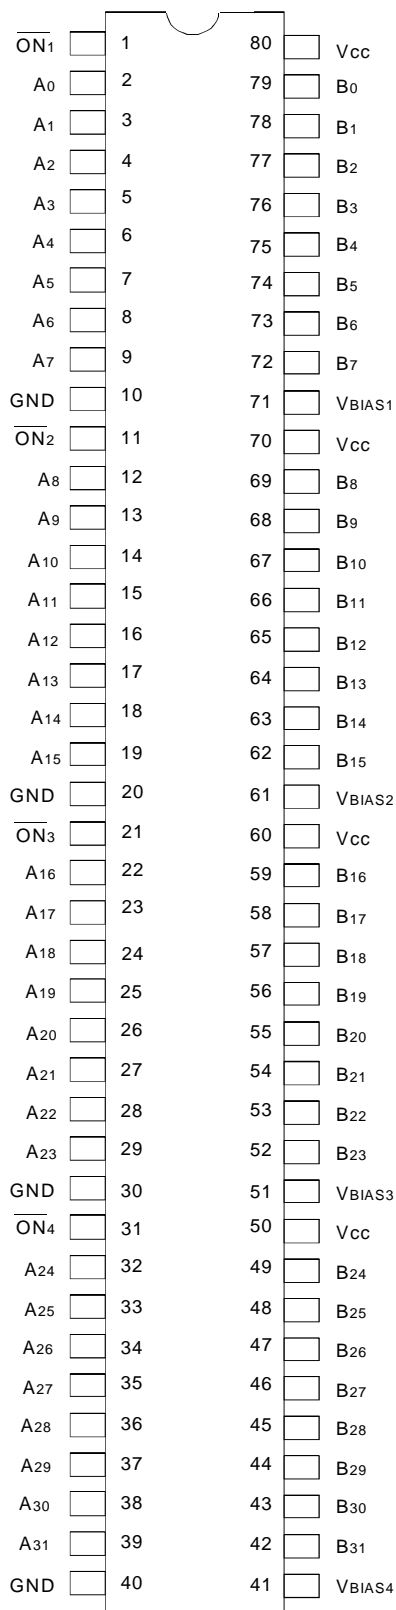 O̅N̅1 1 80 Vcc
A0 2 79 B0
A1 3 78 B1
A2 4 77 B2
A3 5 76 B3
A4 6 75 B4
A5 7 74 B5
A6 8 73 B6
A7 9 72 B7
GND 10 71 VBIAS1
O̅N̅2 11 70 Vcc
A8 12 69 B8
A9 13 68 B9
A10 14 67 B10
A11 15 66 B11
A12 16 65 B12
A13 17 64 B13
A14 18 63 B14
A15 19 62 B15
GND 20 61 VBIAS2
O̅N̅3 21 60 Vcc
A16 22 59 B16
A17 23 58 B17
A18 24 57 B18
A19 25 56 B19
A20 26 55 B20
A21 27 54 B21
A22 28 53 B22
A23 29 52 B23
GND 30 51 VBIAS3
O̅N̅4 31 50 Vcc
A24 32 49 B24
A25 33 48 B25
A26 34 47 B26
A27 35 46 B27
A28 36 45 B28
A29 37 44 B29
A30 38 43 B30
A31 39 42 B31
GND 40 41 VBIAS4